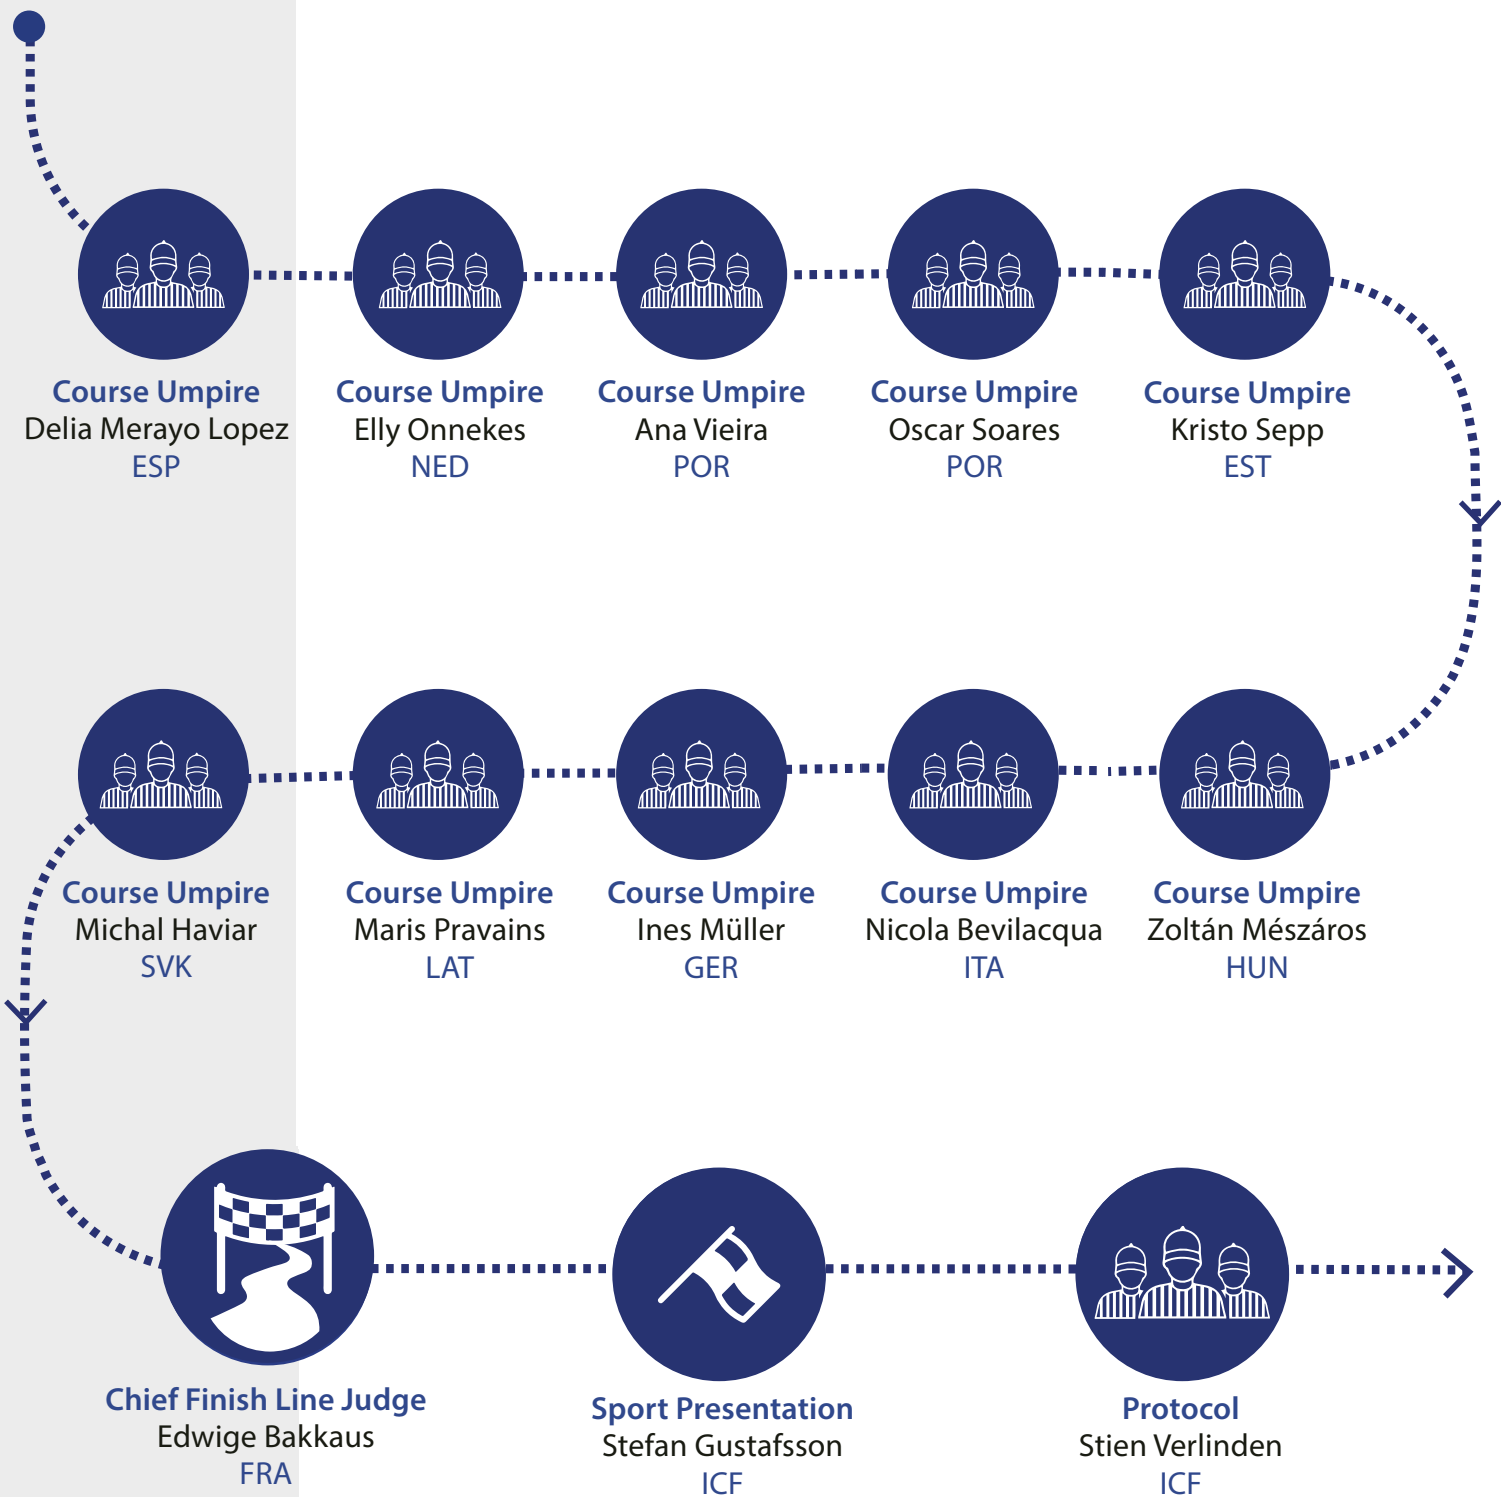 Course Umpire
Delia Merayo Lopez
ESP
Course Umpire
Elly Onnekes
NED
Course Umpire
Ana Vieira
POR
Course Umpire
Oscar Soares
POR
Course Umpire
Kristo Sepp
EST
Course Umpire
Michal Haviar
SVK
Course Umpire
Maris Pravains
LAT
Course Umpire
Ines Müller
GER
Course Umpire
Nicola Bevilacqua
ITA
Course Umpire
Zoltán Mészáros
HUN
Chief Finish Line Judge
Edwige Bakkaus
FRA
Sport Presentation
Stefan Gustafsson
ICF
Protocol
Stien Verlinden
ICF